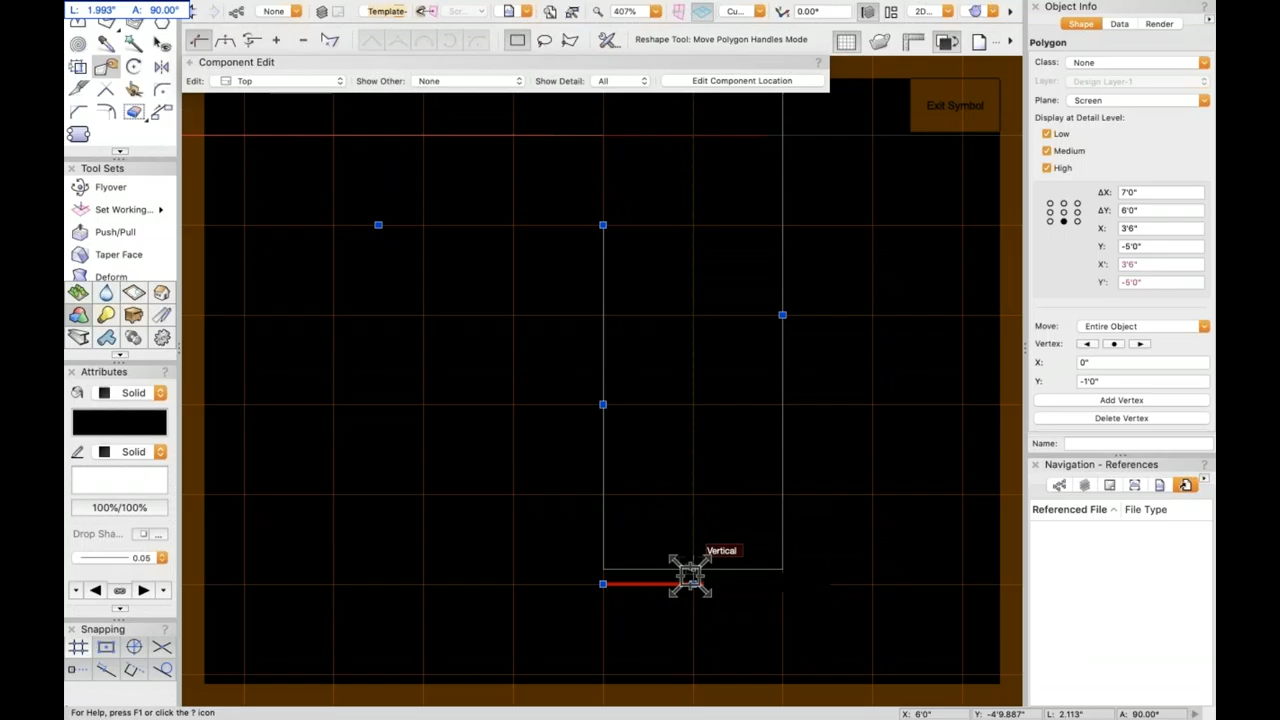 L: 1.993" A: 90.00°
None
Template-
Scr...
407%
Cu...
0.00°
2D...
Reshape Tool: Move Polygon Handles Mode
...
Component Edit
?
Edit:
Top
Show Other:
None
Show Detail:
All
Edit Component Location
Exit Symbol
Tool Sets
Flyover
Set Working...
Push/Pull
Taper Face
Deform
Attributes
?
Solid
Solid
100%/100%
Drop Sha...
...
0.05
Snapping
?
Vertical
Object Info
?
Shape
Data
Render
Polygon
Class:
None
Layer:
Design Layer-1
Plane:
Screen
Display at Detail Level:
Low
Medium
High
ΔX:
7'0"
ΔY:
6'0"
X:
3'6"
Y:
-5'0"
X':
3'6"
Y':
-5'0"
Move:
Entire Object
Vertex:
X:
0"
Y:
-1'0"
Add Vertex
Delete Vertex
Name:
Navigation - References
?
Referenced File
File Type
For Help, press F1 or click the ? icon
X: 6'0"
Y: -4'9.887"
L: 2.113"
A: 90.00°